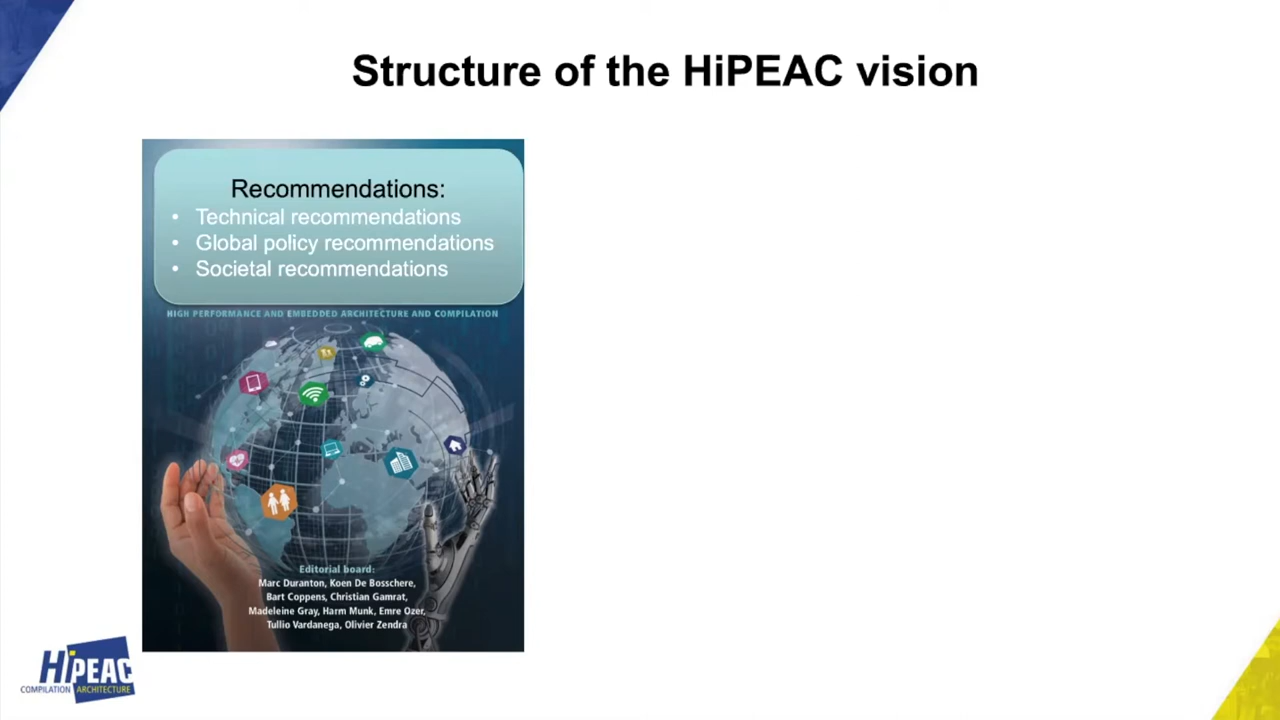 Structure of the HiPEAC vision
Recommendations:
• Technical recommendations
• Global policy recommendations
• Societal recommendations
HIGH PERFORMANCE AND EMBEDDED ARCHITECTURE AND COMPILATION
Editorial board:
Marc Duranton, Koen De Bosschere,
Bart Coppens, Christian Gamrat,
Madeleine Gray, Harm Munk, Emre Ozer,
Tullio Vardanega, Olivier Zendra
HiPEAC
COMPILATION ARCHITECTURE